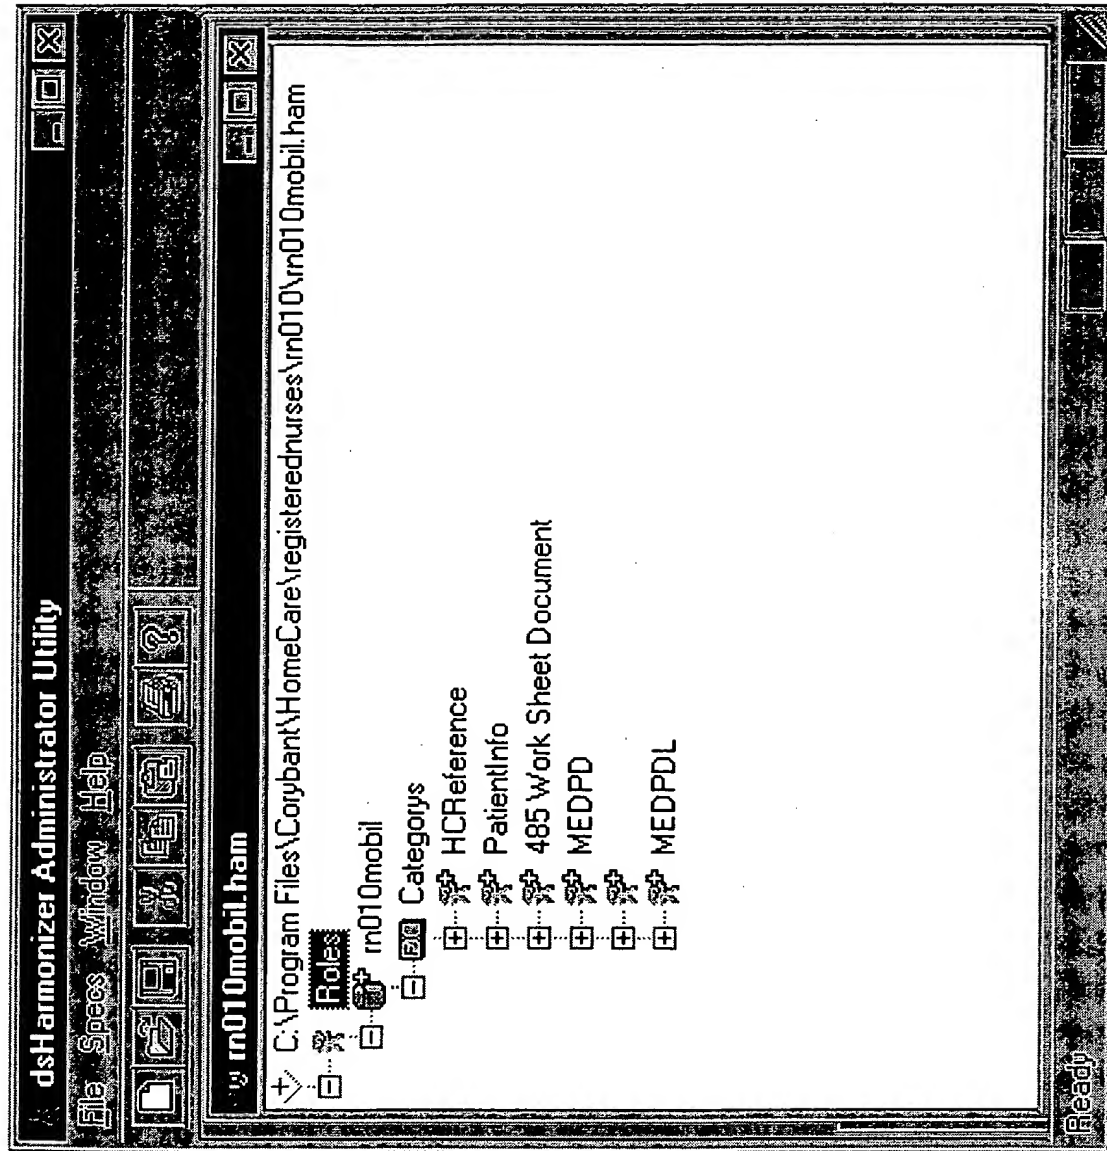 dsHarmonizer Administrator Utility
File Specs Window Help
rn010mobil.ham
C:\Program Files\Corybant\HomeCare\registerednurses\rn010\rn010mobil.ham
Roles
rn010mobil
Categorys
HCReference
PatientInfo
485 Work Sheet Document
MEDPD
MEDPDL
Ready